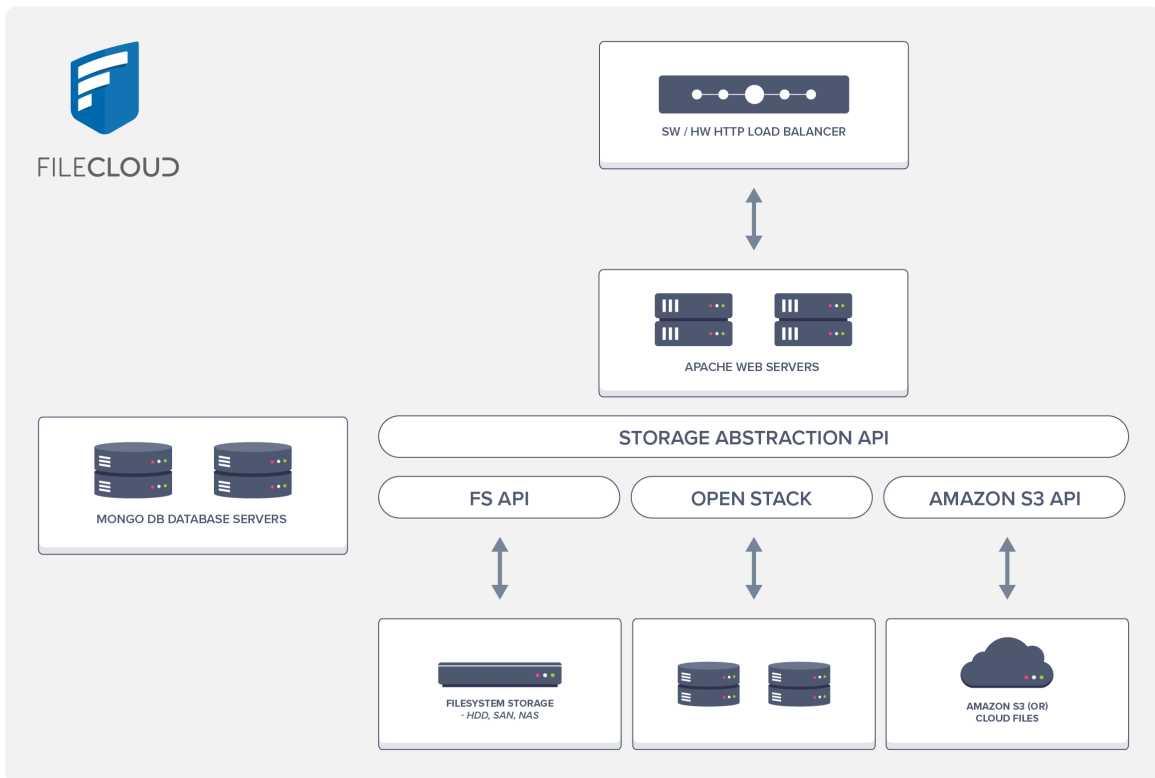 FILECLOUD
SW / HW HTTP LOAD BALANCER
APACHE WEB SERVERS
STORAGE ABSTRACTION API
MONGO DB DATABASE SERVERS
FS API
OPEN STACK
AMAZON S3 API
FILESYSTEM STORAGE
- HDD, SAN, NAS
AMAZON S3 (OR)
CLOUD FILES